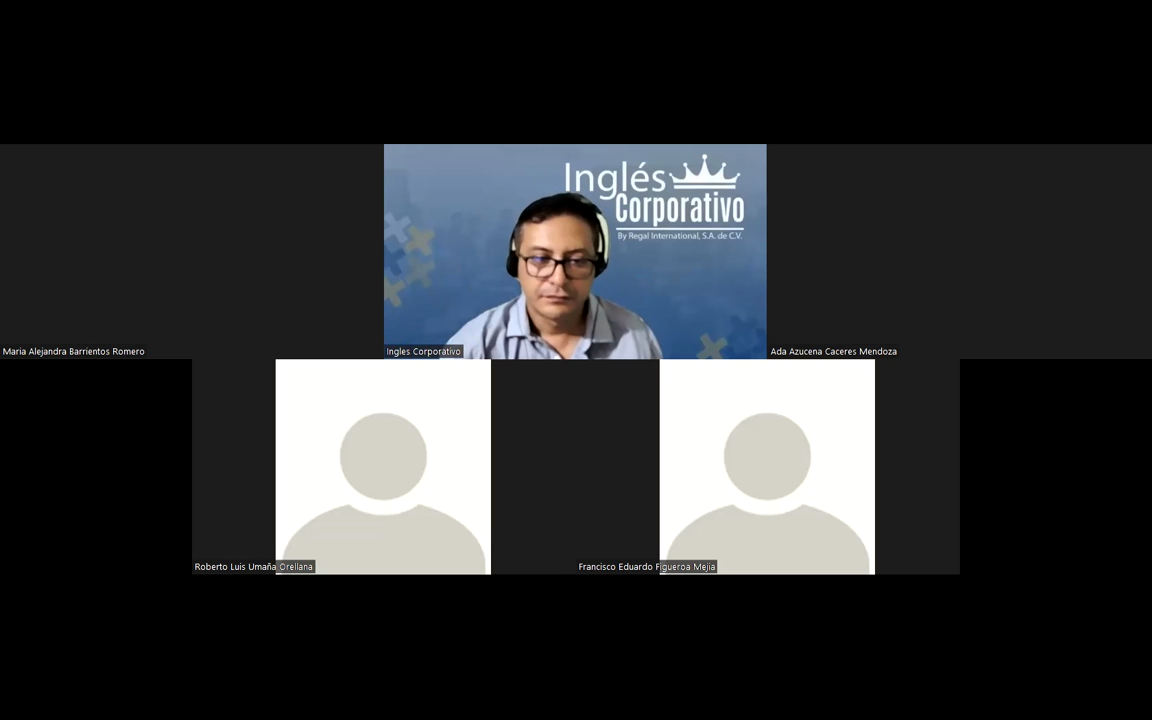 Inglés
Corporativo
By Regal International, S.A. de C.V.
Maria Alejandra Barrientos Romero
Ingles Corporativo
Ada Azucena Caceres Mendoza
Roberto Luis Umaña Orellana
Francisco Eduardo Figueroa Mejia